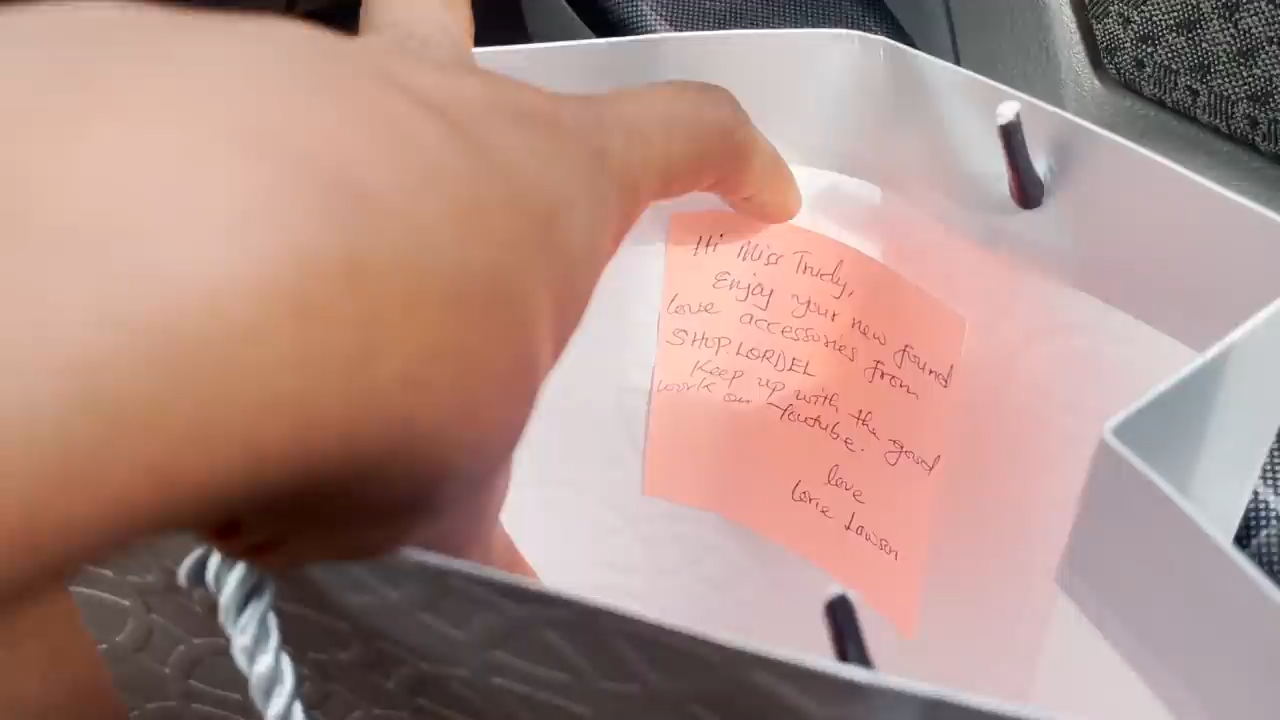 Hi Miss Trudy,
Enjoy your new found
love accessories from
SHOP.LORDEL
Keep up with the good
work on Youtube.
love
Lorie Lawson